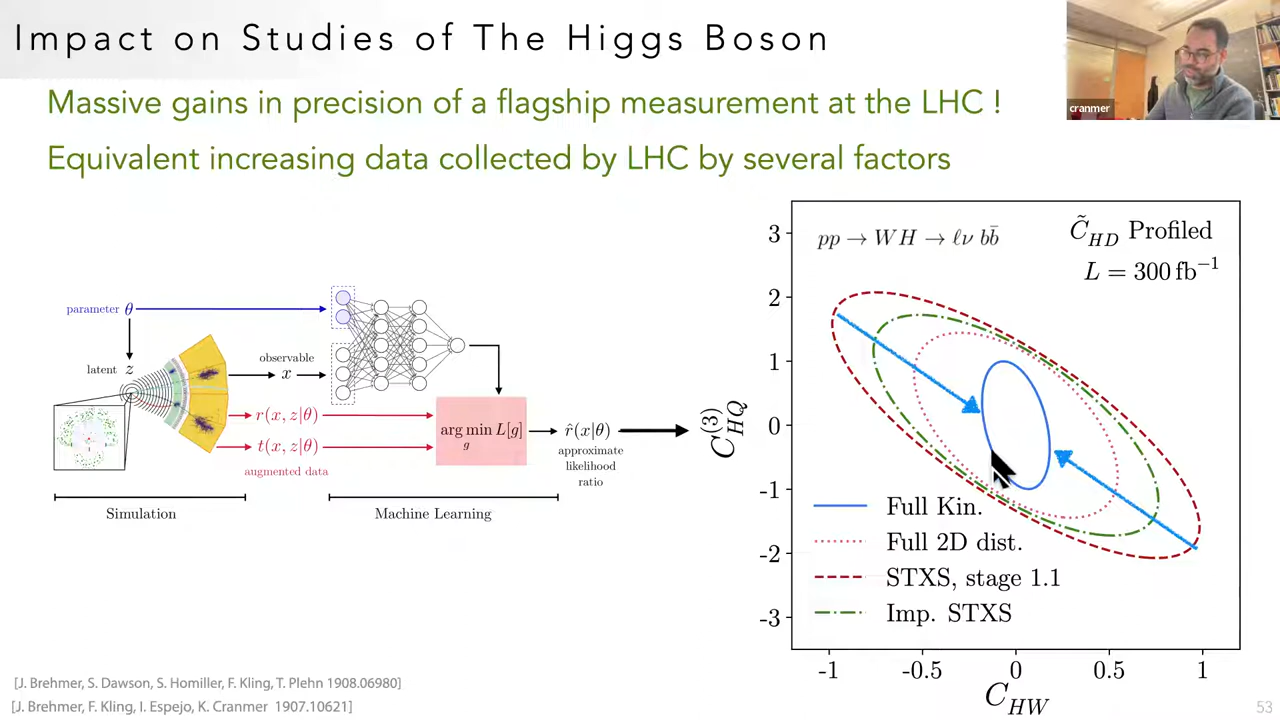 Impact on Studies of The Higgs Boson
cranmer
Massive gains in precision of a flagship measurement at the LHC !
Equivalent increasing data collected by LHC by several factors
parameter θ
latent z
observable
x
r(x, z|θ)
t(x, z|θ)
augmented data
arg min L[g]
g
r̂(x|θ)
approximate
likelihood
ratio
Simulation
Machine Learning
pp → WH → ℓν bb̄
C̃_HD Profiled
L = 300 fb⁻¹
3
2
1
0
-1
-2
-3
C_HQ^(3)
Full Kin.
Full 2D dist.
STXS, stage 1.1
Imp. STXS
-1 -0.5 0 0.5 1
C_HW
[J. Brehmer, S. Dawson, S. Homiller, F. Kling, T. Plehn 1908.06980]
[J. Brehmer, F. Kling, I. Espejo, K. Cranmer 1907.10621]
53